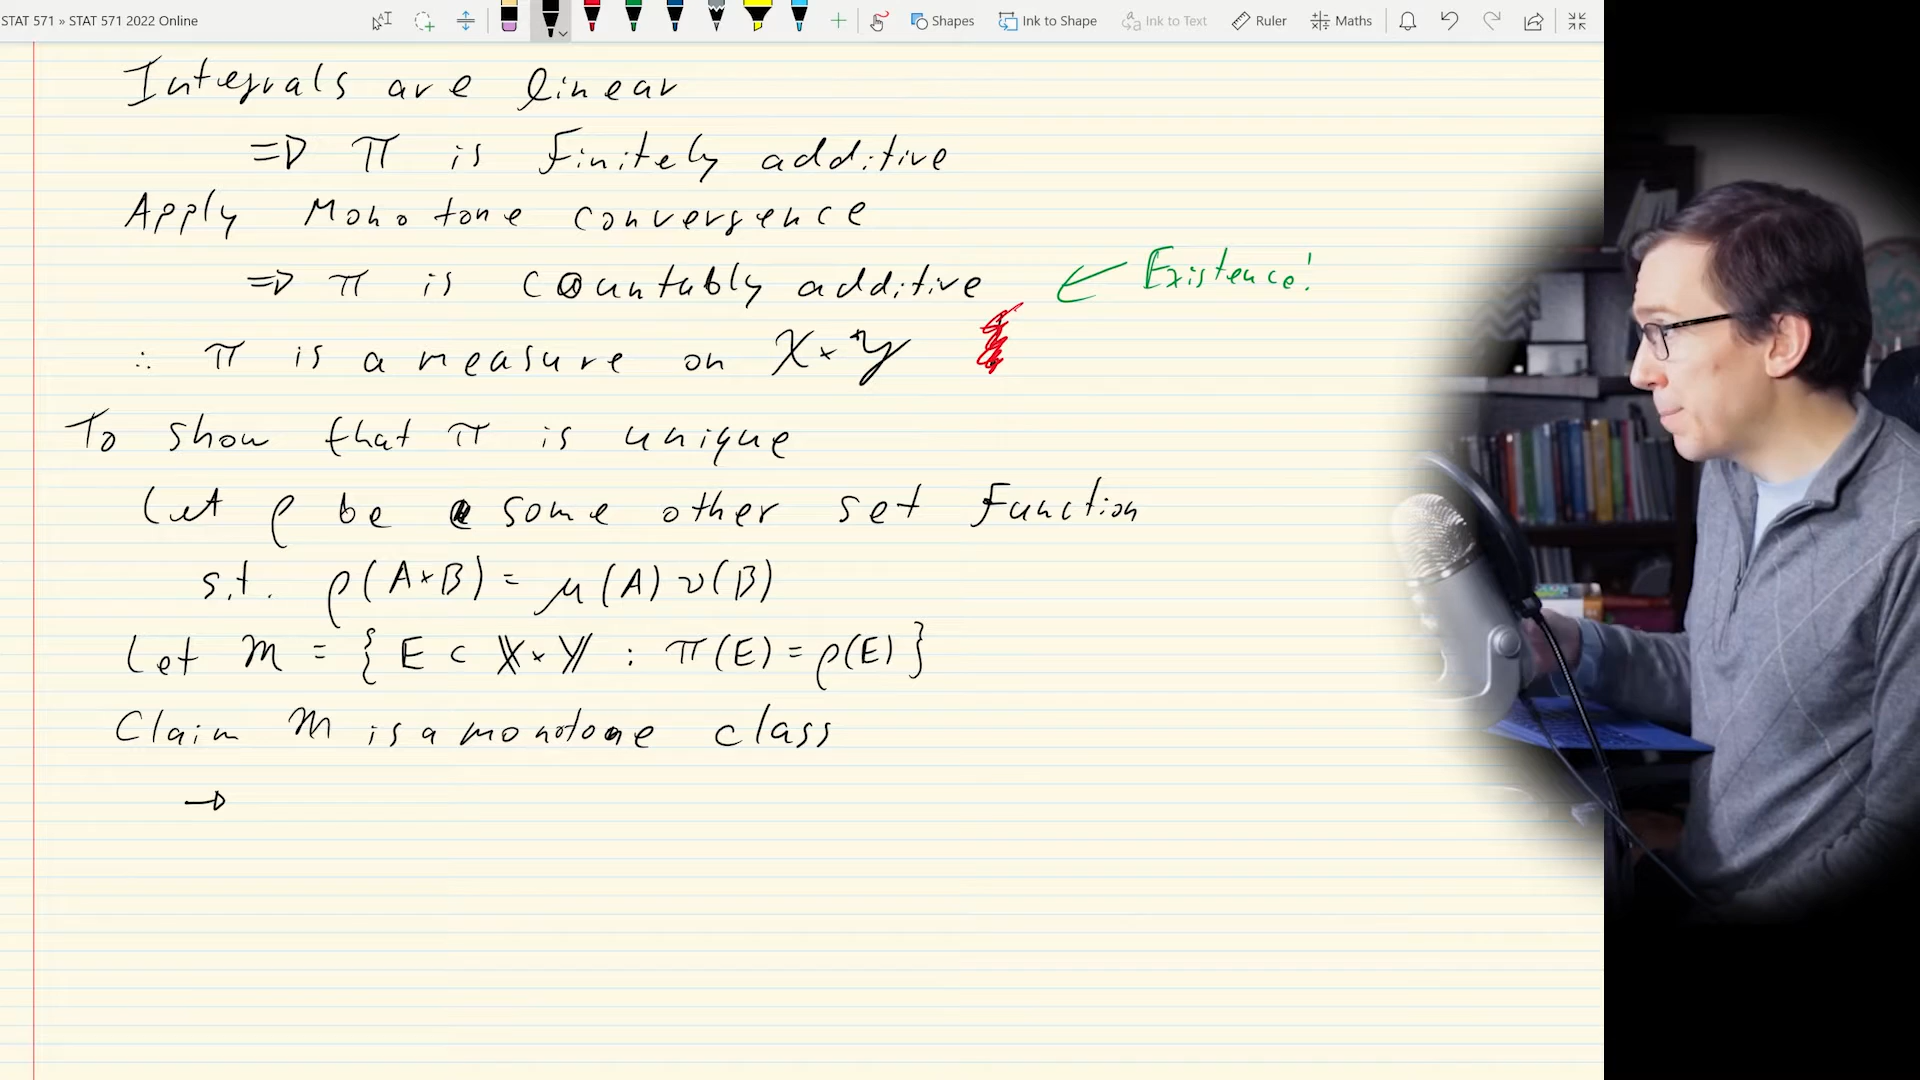 STAT 571 » STAT 571 2022 Online
Shapes Ink to Shape Ink to Text Ruler Maths
Integrals are linear
⇒ π is finitely additive
Apply Monotone convergence
⇒ π is countably additive ← Existence!
∴ π is a measure on X × Y
To show that π is unique
Let ρ be some other set function
s.t. ρ(A×B) = μ(A) ν(B)
Let M = { E ⊂ 𝕏×𝕐 : π(E) = ρ(E) }
Claim M is a monotone class
→